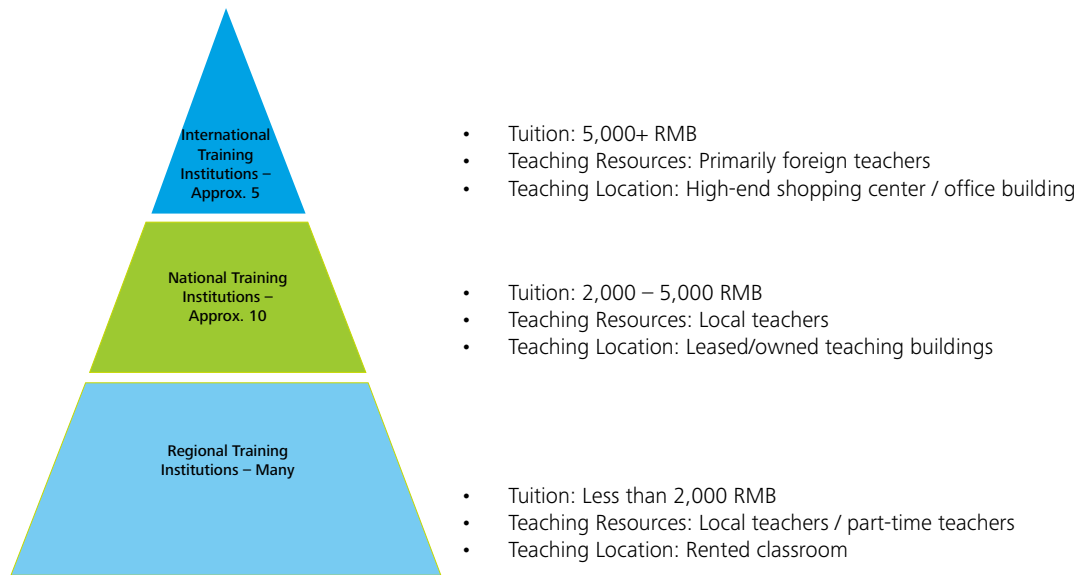 International
Training
Institutions –
Approx. 5
• Tuition: 5,000+ RMB
• Teaching Resources: Primarily foreign teachers
• Teaching Location: High-end shopping center / office building
National Training
Institutions –
Approx. 10
• Tuition: 2,000 – 5,000 RMB
• Teaching Resources: Local teachers
• Teaching Location: Leased/owned teaching buildings
Regional Training
Institutions – Many
• Tuition: Less than 2,000 RMB
• Teaching Resources: Local teachers / part-time teachers
• Teaching Location: Rented classroom